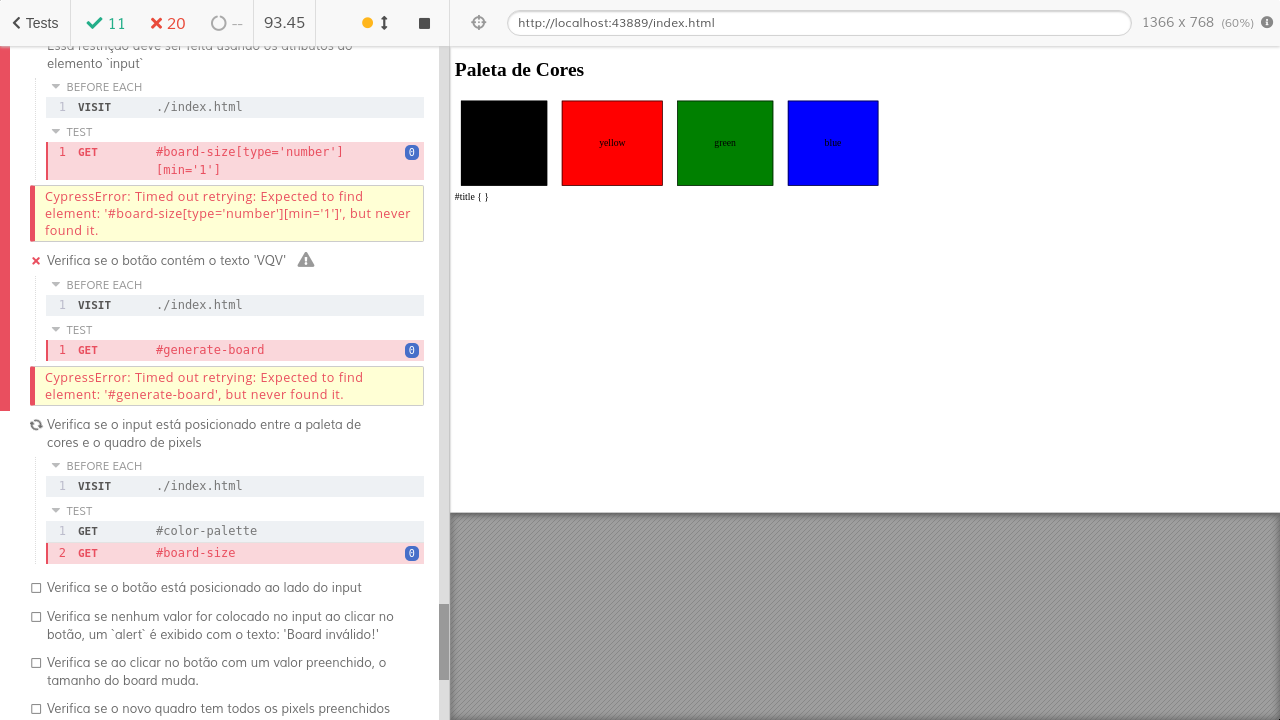 Tests
11
20
--
93.45
http://localhost:43889/index.html
1366 x 768 (60%)
Essa restrição deve ser feita usando os atributos do
elemento `input`
BEFORE EACH
1 VISIT ./index.html
TEST
1 GET #board-size[type='number'] 0
[min='1']
CypressError: Timed out retrying: Expected to find
element: '#board-size[type='number'][min='1']', but never
found it.
Verifica se o botão contém o texto 'VQV'
BEFORE EACH
1 VISIT ./index.html
TEST
1 GET #generate-board 0
CypressError: Timed out retrying: Expected to find
element: '#generate-board', but never found it.
Verifica se o input está posicionado entre a paleta de
cores e o quadro de pixels
BEFORE EACH
1 VISIT ./index.html
TEST
1 GET #color-palette
2 GET #board-size 0
Verifica se o botão está posicionado ao lado do input
Verifica se nenhum valor for colocado no input ao clicar no
botão, um `alert` é exibido com o texto: 'Board inválido!'
Verifica se ao clicar no botão com um valor preenchido, o
tamanho do board muda.
Verifica se o novo quadro tem todos os pixels preenchidos
Paleta de Cores
yellow
green
blue
#title { }